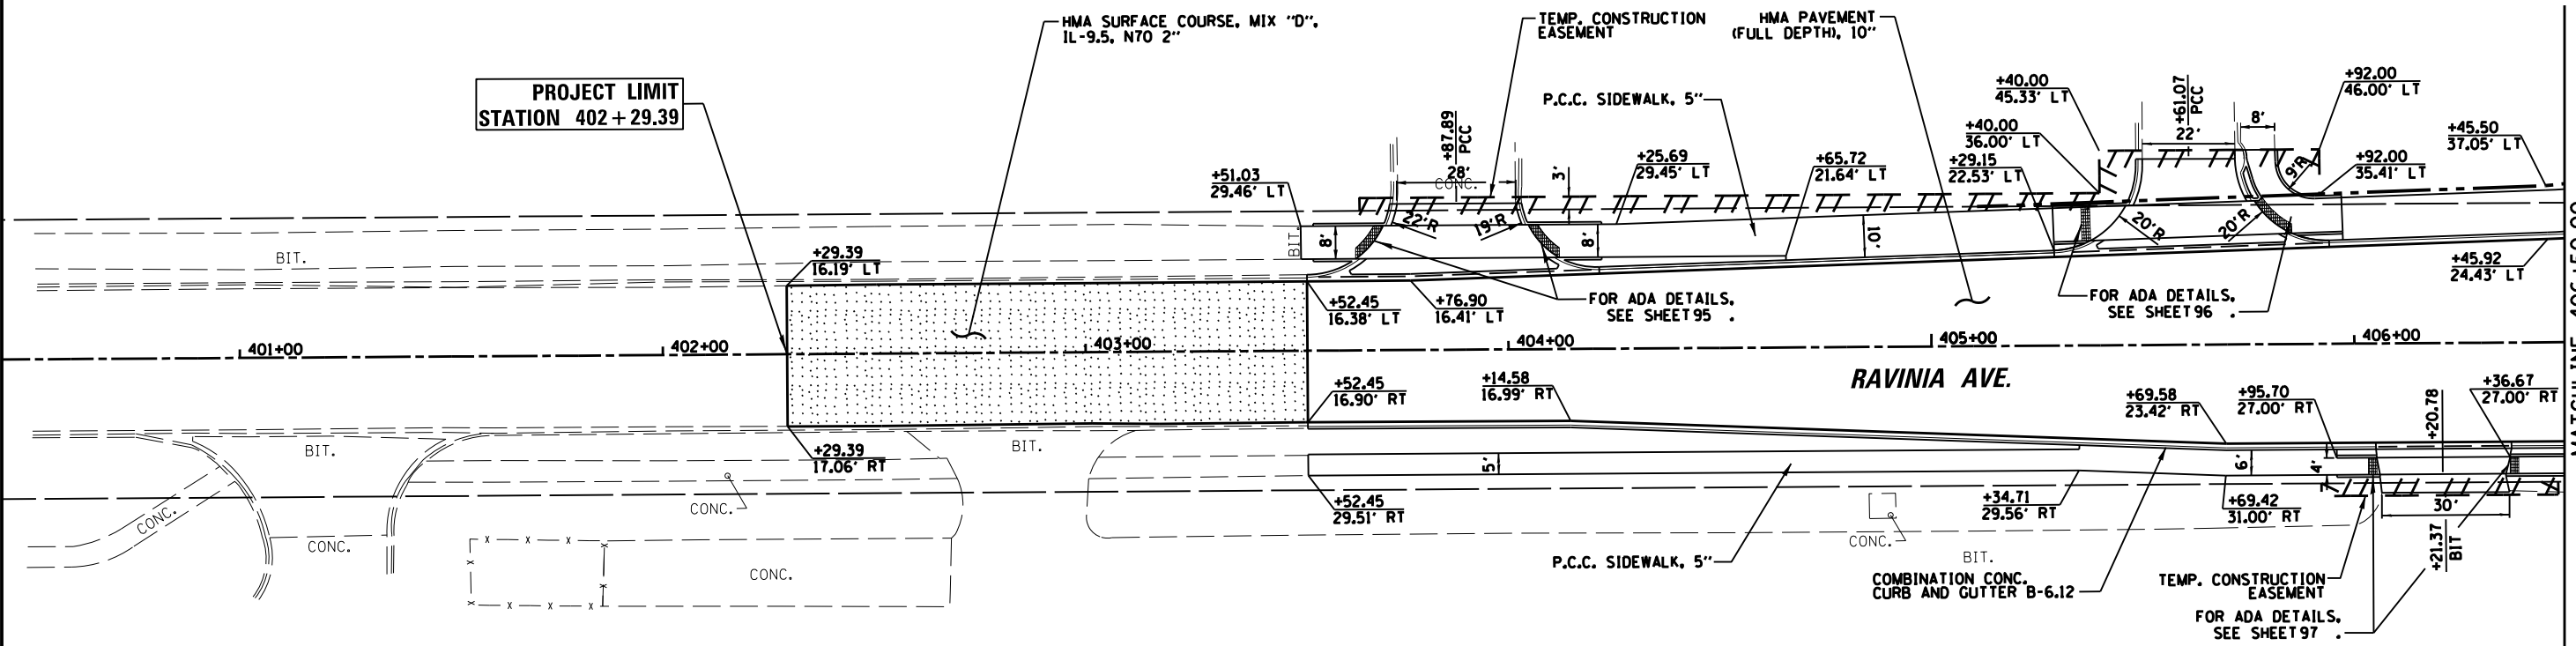 HMA SURFACE COURSE, MIX "D",
IL-9.5, N70 2"
TEMP. CONSTRUCTION
EASEMENT
HMA PAVEMENT
(FULL DEPTH), 10"
PROJECT LIMIT
STATION 402+29.39
P.C.C. SIDEWALK, 5"
+40.00
45.33' LT
+61.07
PCC
+92.00
46.00' LT
8'
22'
+87.89
PCC
28'
CONC.
3'
+40.00
36.00' LT
+45.50
37.05' LT
+51.03
29.46' LT
+25.69
29.45' LT
+65.72
21.64' LT
+29.15
22.53' LT
9'R
+92.00
35.41' LT
22'R
19'R
20'R
20'R
BIT.
BIT.
8'
8'
10'
+29.39
16.19' LT
+45.92
24.43' LT
+52.45
16.38' LT
+76.90
16.41' LT
FOR ADA DETAILS,
SEE SHEET 95 .
FOR ADA DETAILS,
SEE SHEET 96 .
401+00
402+00
403+00
404+00
405+00
406+00
RAVINIA AVE.
+52.45
16.90' RT
+14.58
16.99' RT
+69.58
23.42' RT
+95.70
27.00' RT
+20.78
+36.67
27.00' RT
BIT.
BIT.
+29.39
17.06' RT
5'
6'
4'
CONC.
CONC.
CONC.
CONC.
+52.45
29.51' RT
+34.71
29.56' RT
+69.42
31.00' RT
30'
+21.37
BIT
CONC.
BIT.
P.C.C. SIDEWALK, 5"
COMBINATION CONC.
CURB AND GUTTER B-6.12
TEMP. CONSTRUCTION
EASEMENT
FOR ADA DETAILS,
SEE SHEET 97 .